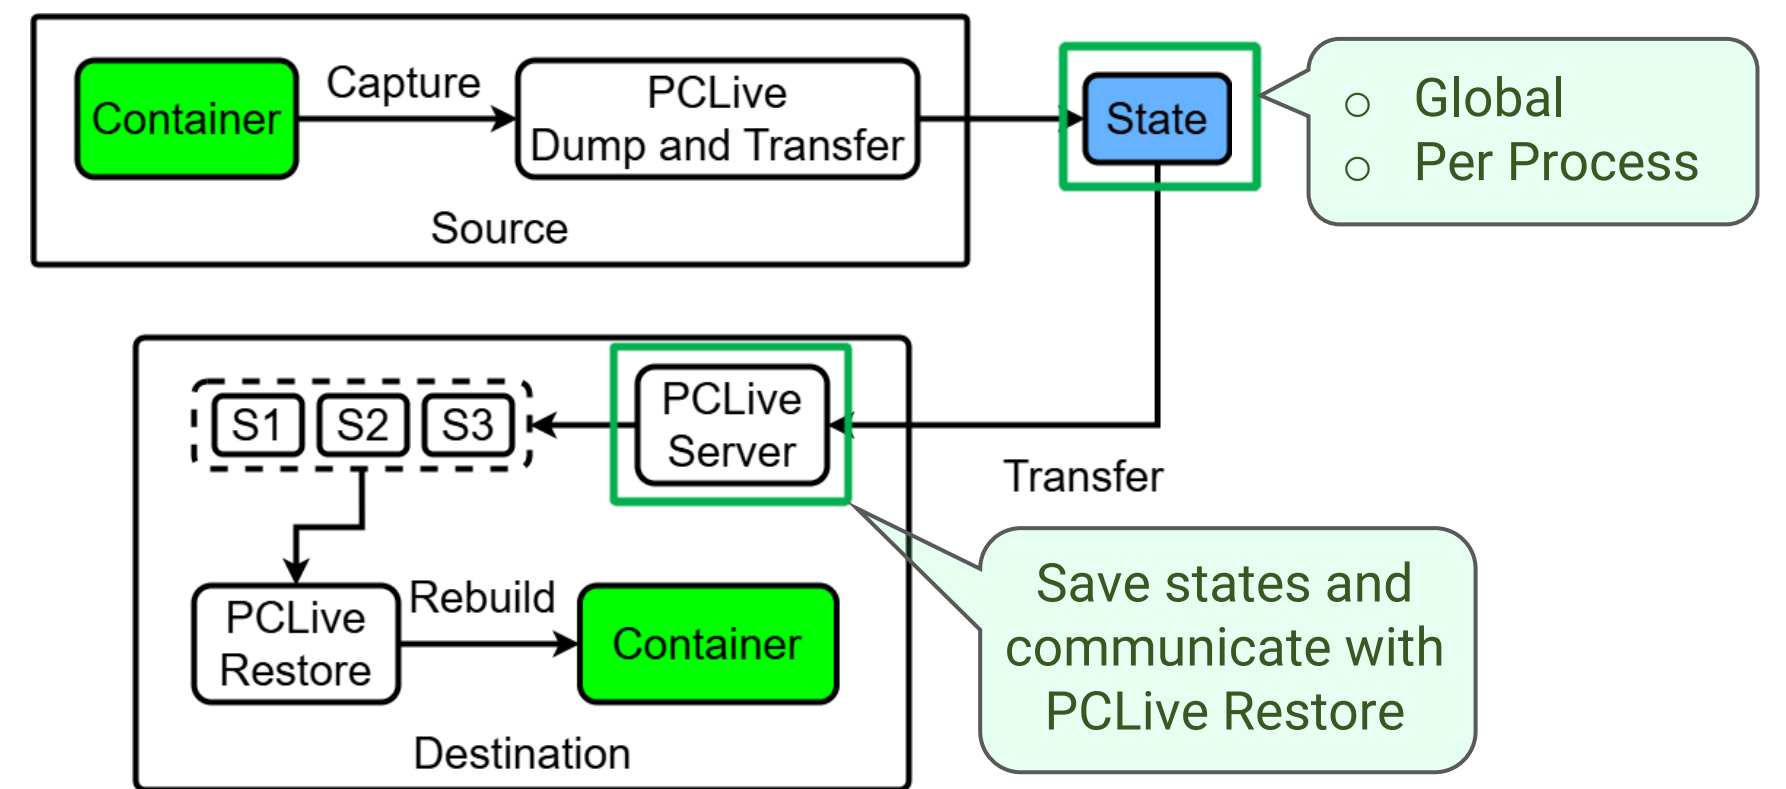 Container
Capture
PCLive
Dump and Transfer
Source
State
○ Global
○ Per Process
S1
S2
S3
PCLive
Server
Transfer
PCLive
Restore
Rebuild
Container
Destination
Save states and
communicate with
PCLive Restore